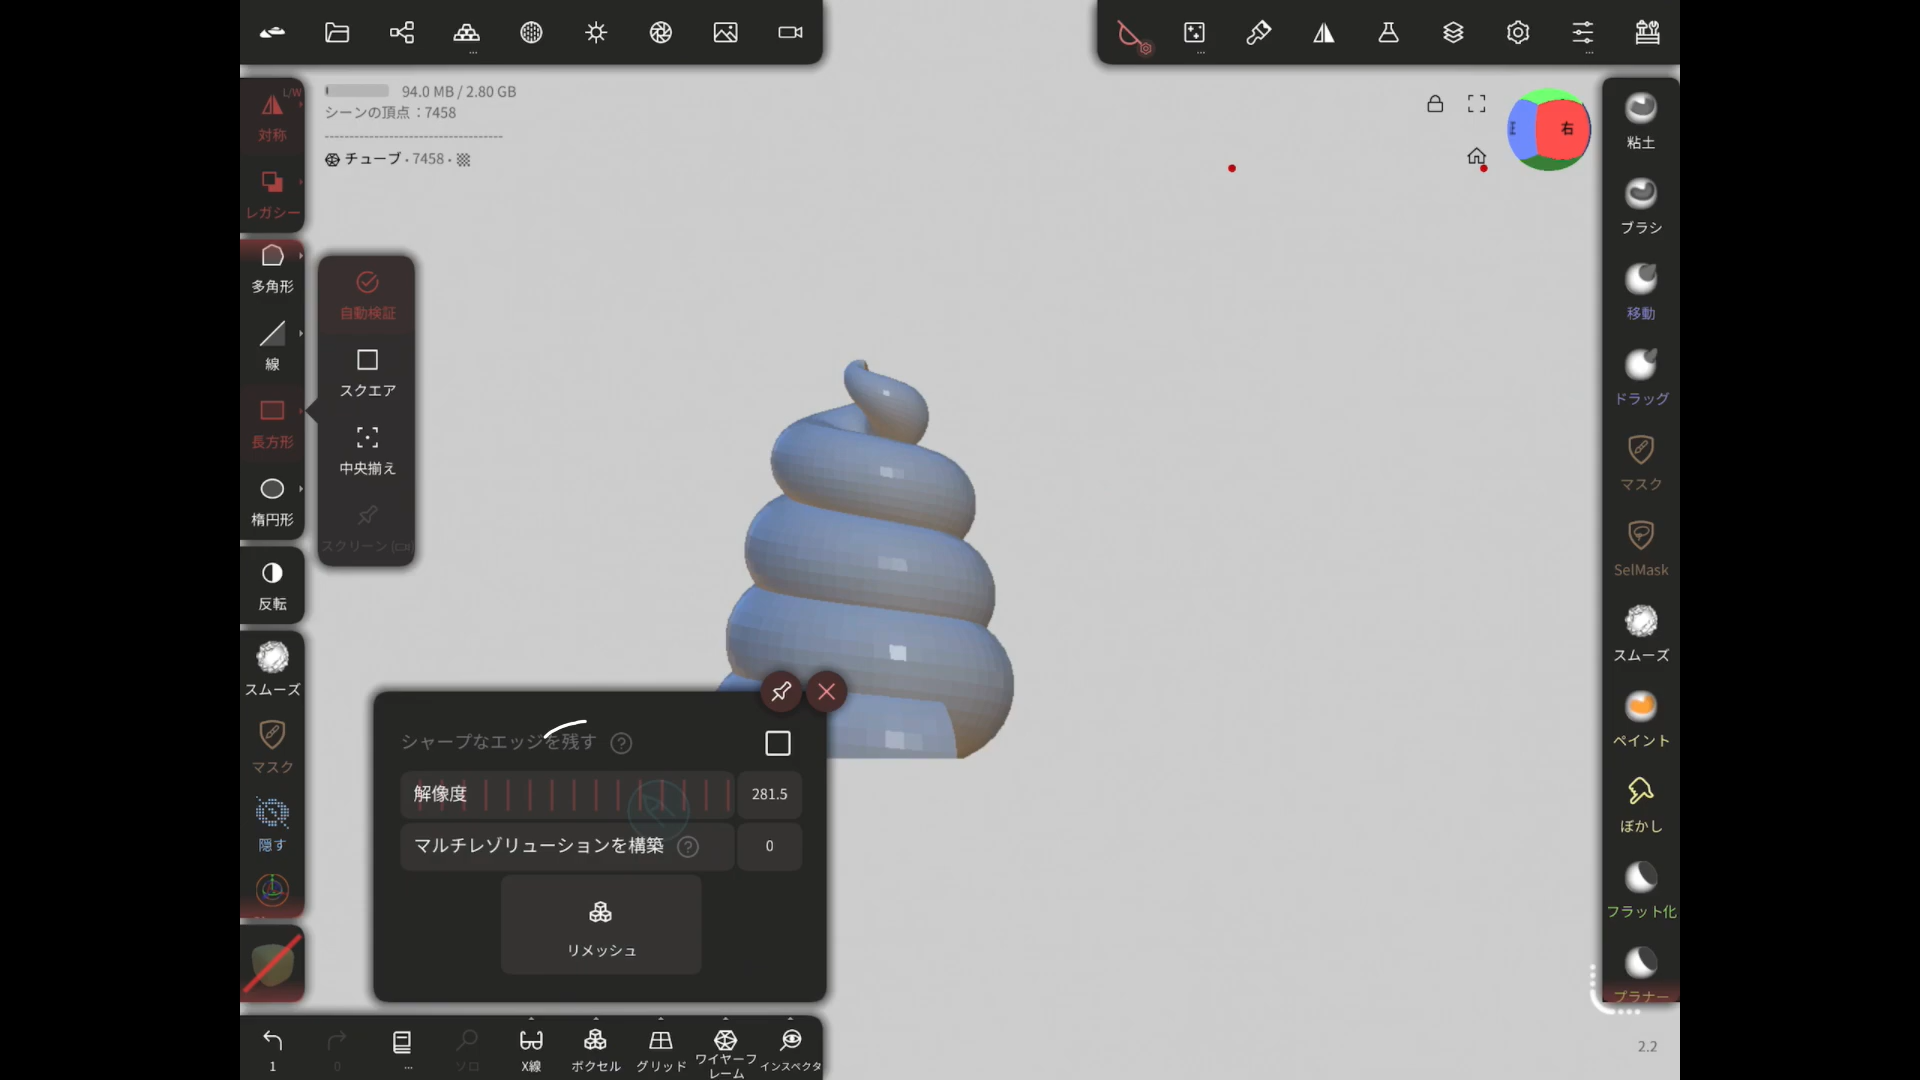 94.0 MB / 2.80 GB
シーンの頂点：7458
チューブ・7458・
L/W
対称
レガシー
多角形
線
長方形
楕円形
反転
スムーズ
マスク
隠す
自動検証
スクエア
中央揃え
スクリーン
右
シャープなエッジを残す ?
解像度 281.5
マルチレゾリューションを構築 ? 0
リメッシュ
粘土
ブラシ
移動
ドラッグ
マスク
SelMask
スムーズ
ペイント
ぼかし
フラット化
プラナー
1
0
...
ソロ
X線
ボクセル
グリッド
ワイヤーフ
レーム
インスペクタ
2.2